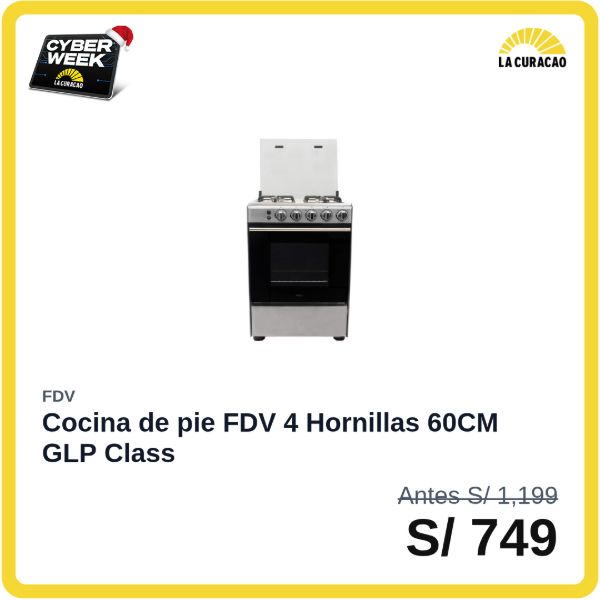 CYBER
WEEK
LA CURACAO
LA CURACAO
FDV
Cocina de pie FDV 4 Hornillas 60CM
GLP Class
Antes S/ 1,199
S/ 749